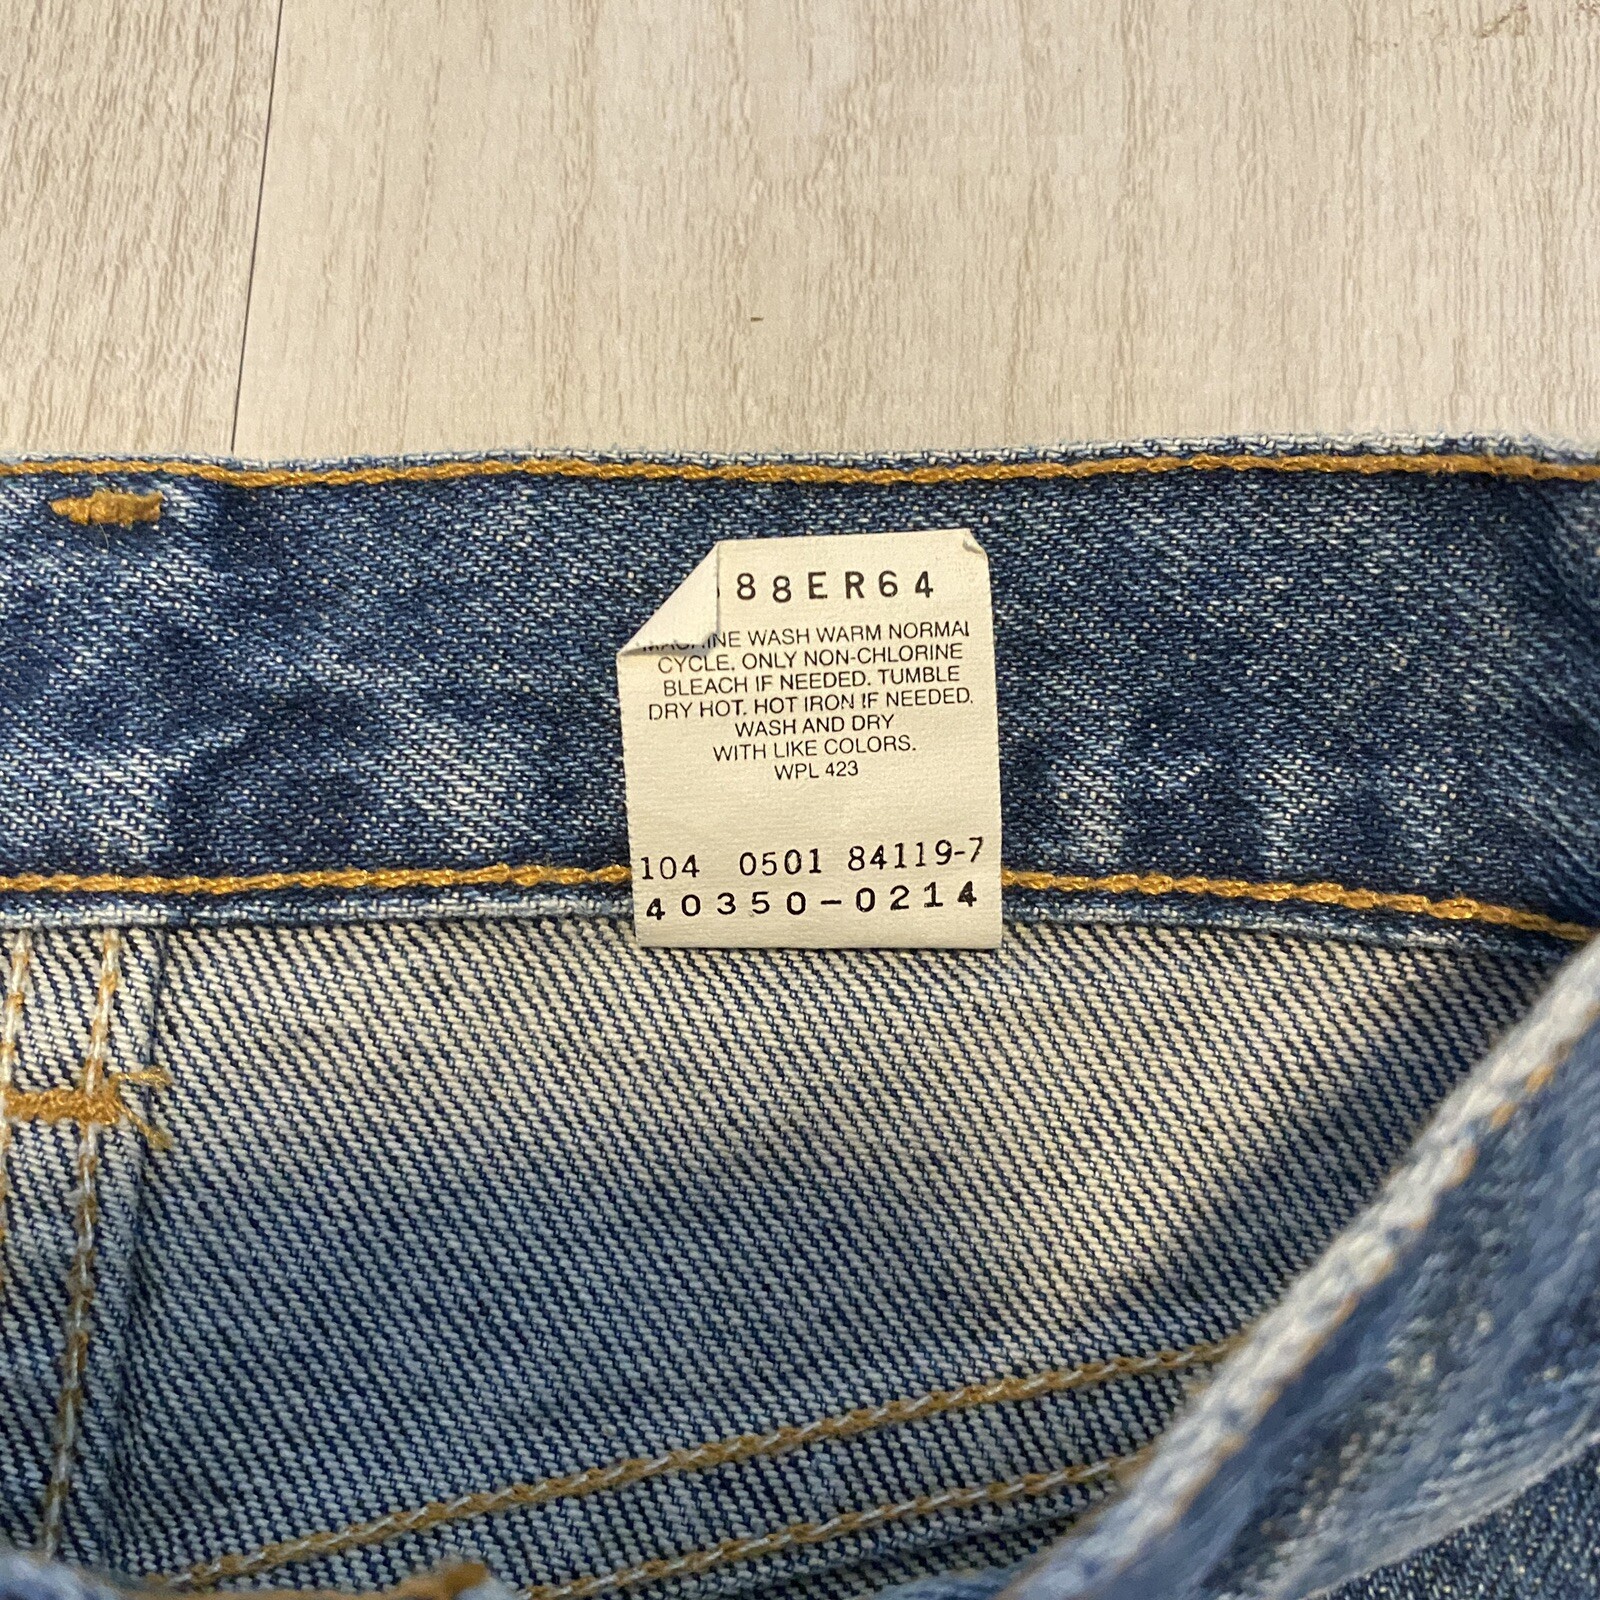 88ER64
MACHINE WASH WARM NORMAL
CYCLE. ONLY NON-CHLORINE
BLEACH IF NEEDED. TUMBLE
DRY HOT. HOT IRON IF NEEDED.
WASH AND DRY
WITH LIKE COLORS.
WPL 423
104 0501 84119-7
40350-0214